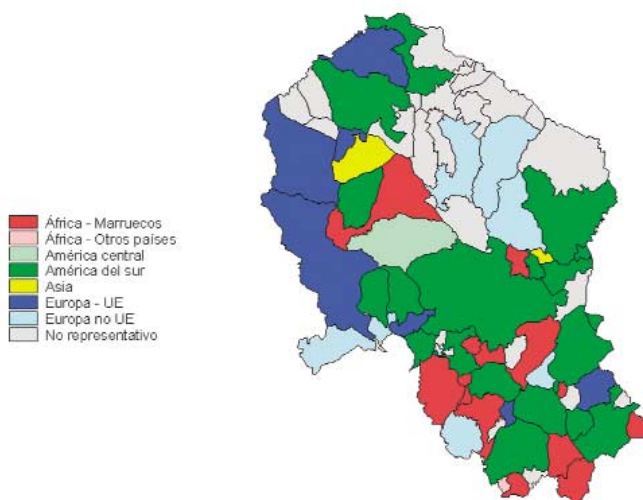 África - Marruecos
África - Otros países
América central
América del sur
Asia
Europa - UE
Europa no UE
No representativo